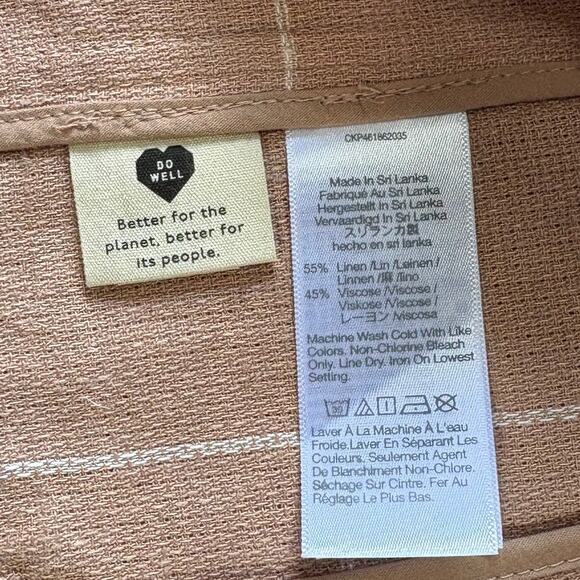 DO
WELL
Better for the
planet, better for
its people.
CKP461862035
Made In Sri Lanka
Fabriqué Au Sri Lanka
Hergestellt In Sri Lanka
Vervaardigd In Sri Lanka
スリランカ製
hecho en sri lanka
55% Linen /Lin /Leinen /
Linnen /麻 /lino
45% Viscose /Viscose /
Viskose /Viscose /
レーヨン /viscosa
Machine Wash Cold With Like
Colors. Non-Chlorine Bleach
Only. Line Dry. Iron On Lowest
Setting.
30
Laver À La Machine À L'eau
Froide.Laver En Séparant Les
Couleurs. Seulement Agent
De Blanchiment Non-Chlore.
Séchage Sur Cintre. Fer Au
Réglage Le Plus Bas.